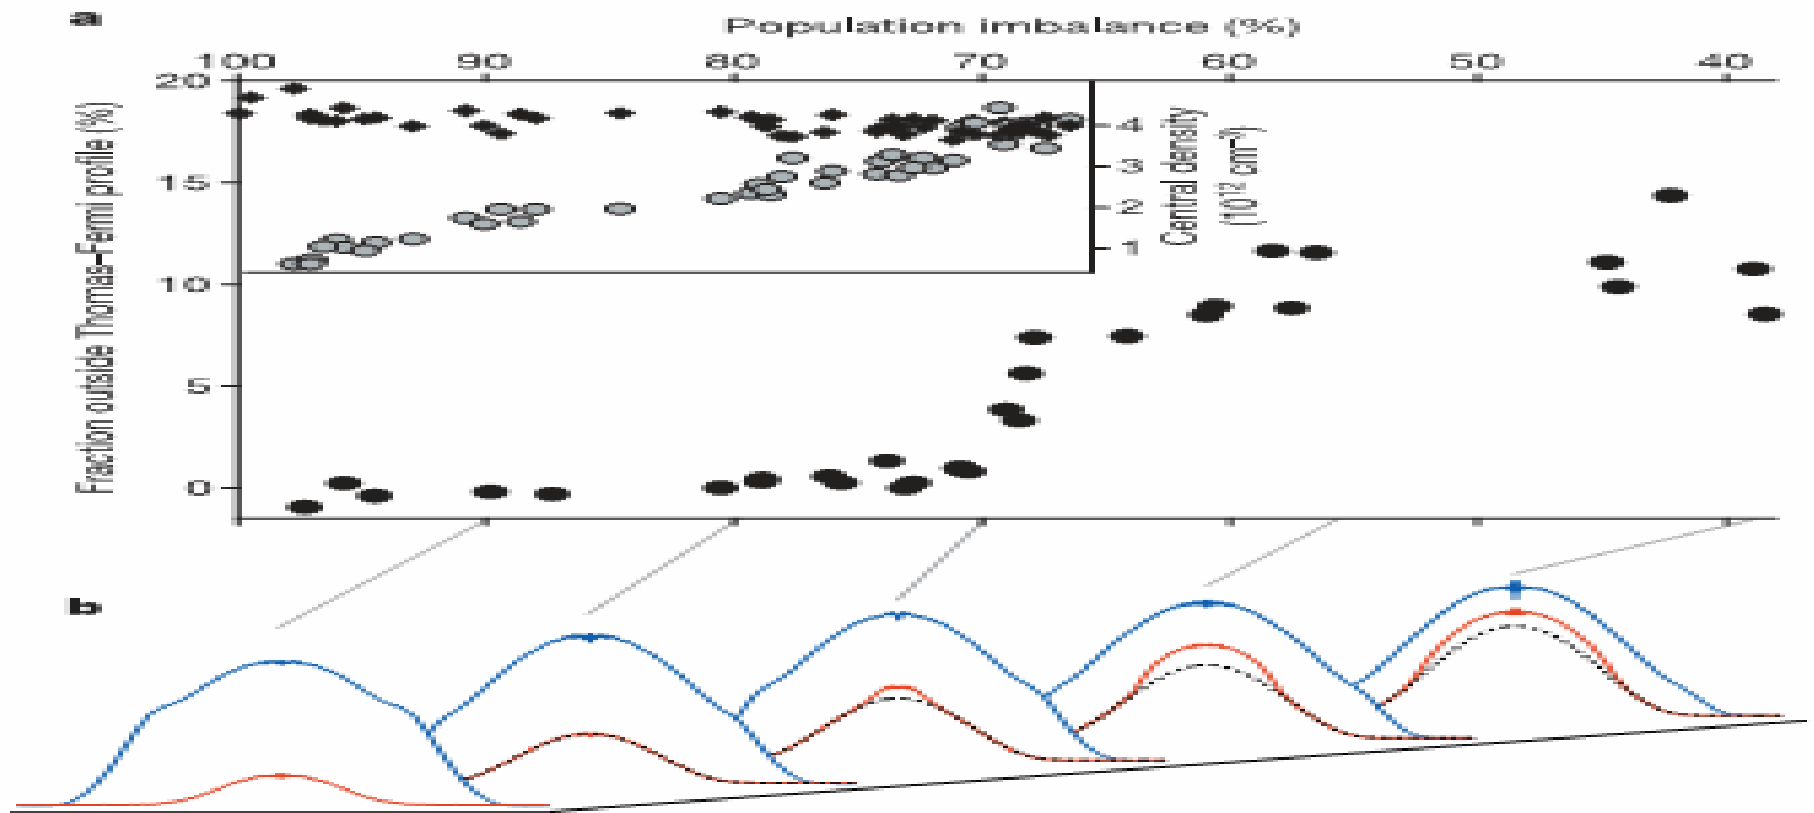 a
Population imbalance (%)
100 90 80 70 60 50 40
20
15
10
5
0
Fraction outside Thomas–Fermi profile (%)
4
3
2
1
Central density
(10¹² cm⁻³)
b